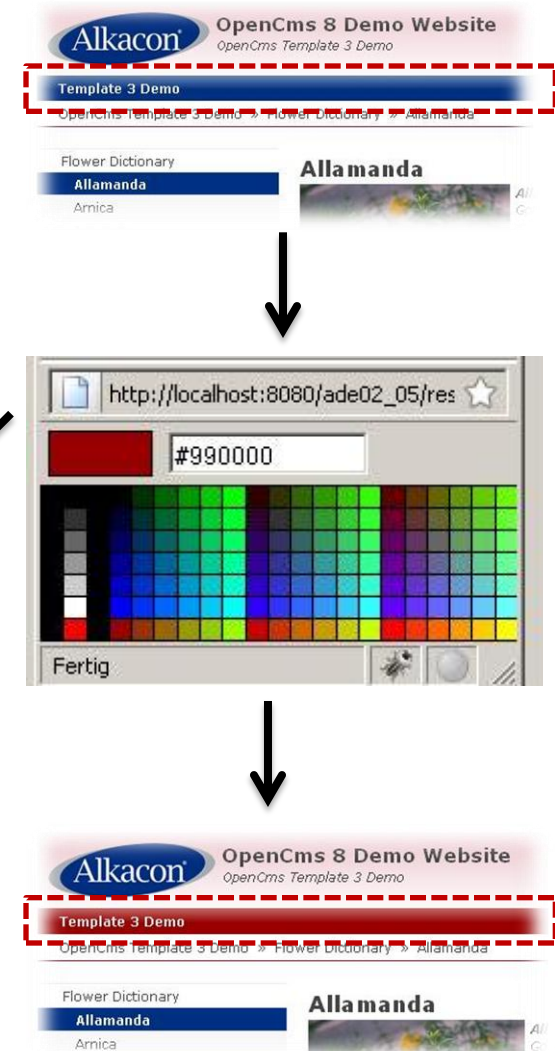 Alkacon
OpenCms 8 Demo Website
OpenCms Template 3 Demo
Template 3 Demo
OpenCms Template 3 Demo » Flower Dictionary » Allamanda
Flower Dictionary
Allamanda
Allamanda
Arnica
http://localhost:8080/ade02_05/res
#990000
Fertig
Alkacon
OpenCms 8 Demo Website
OpenCms Template 3 Demo
Template 3 Demo
OpenCms Template 3 Demo » Flower Dictionary » Allamanda
Flower Dictionary
Allamanda
Allamanda
Arnica